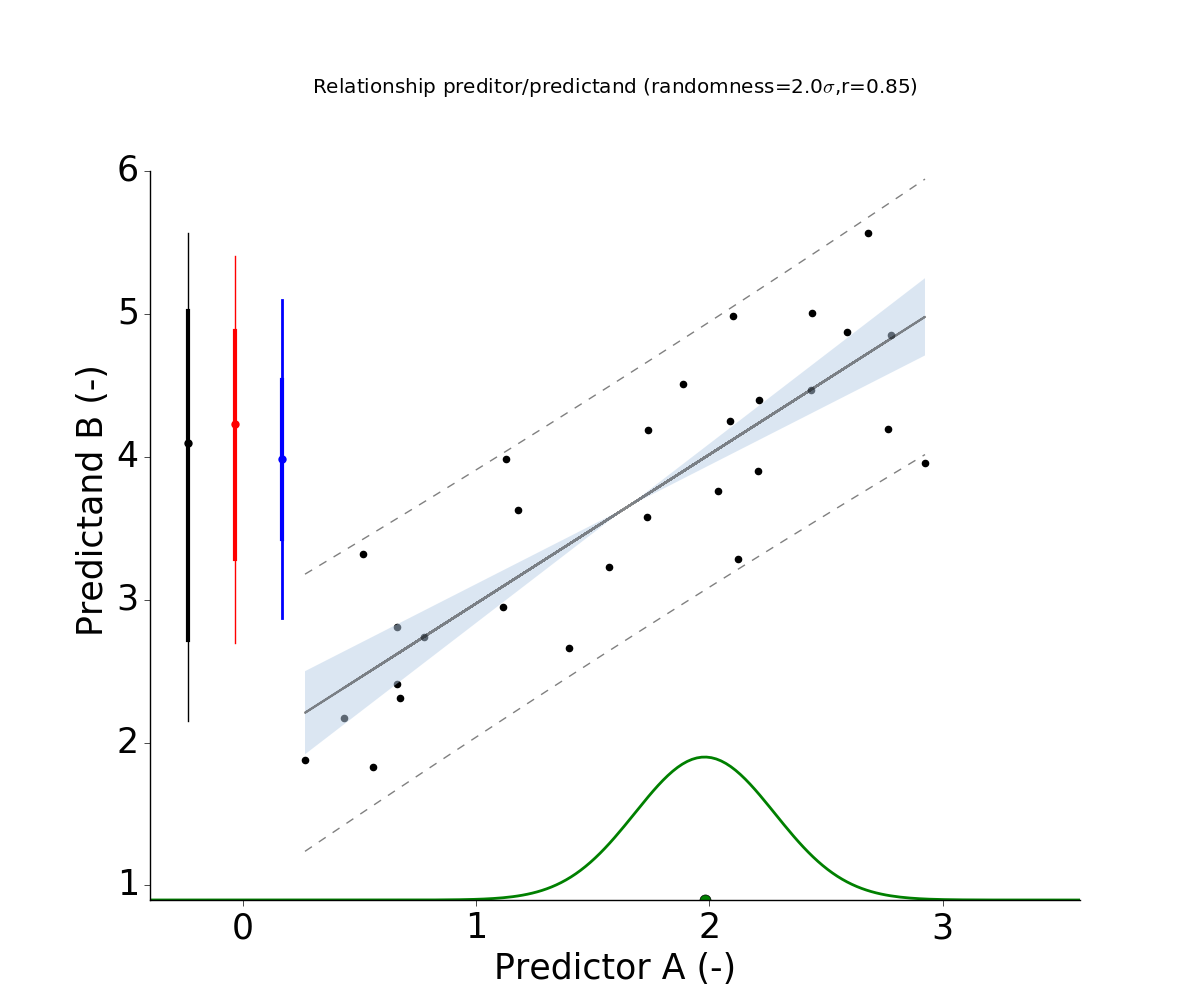 Relationship preditor/predictand (randomness=2.0σ,r=0.85)
6
5
4
3
2
1
Predictand B (-)
0 1 2 3
Predictor A (-)